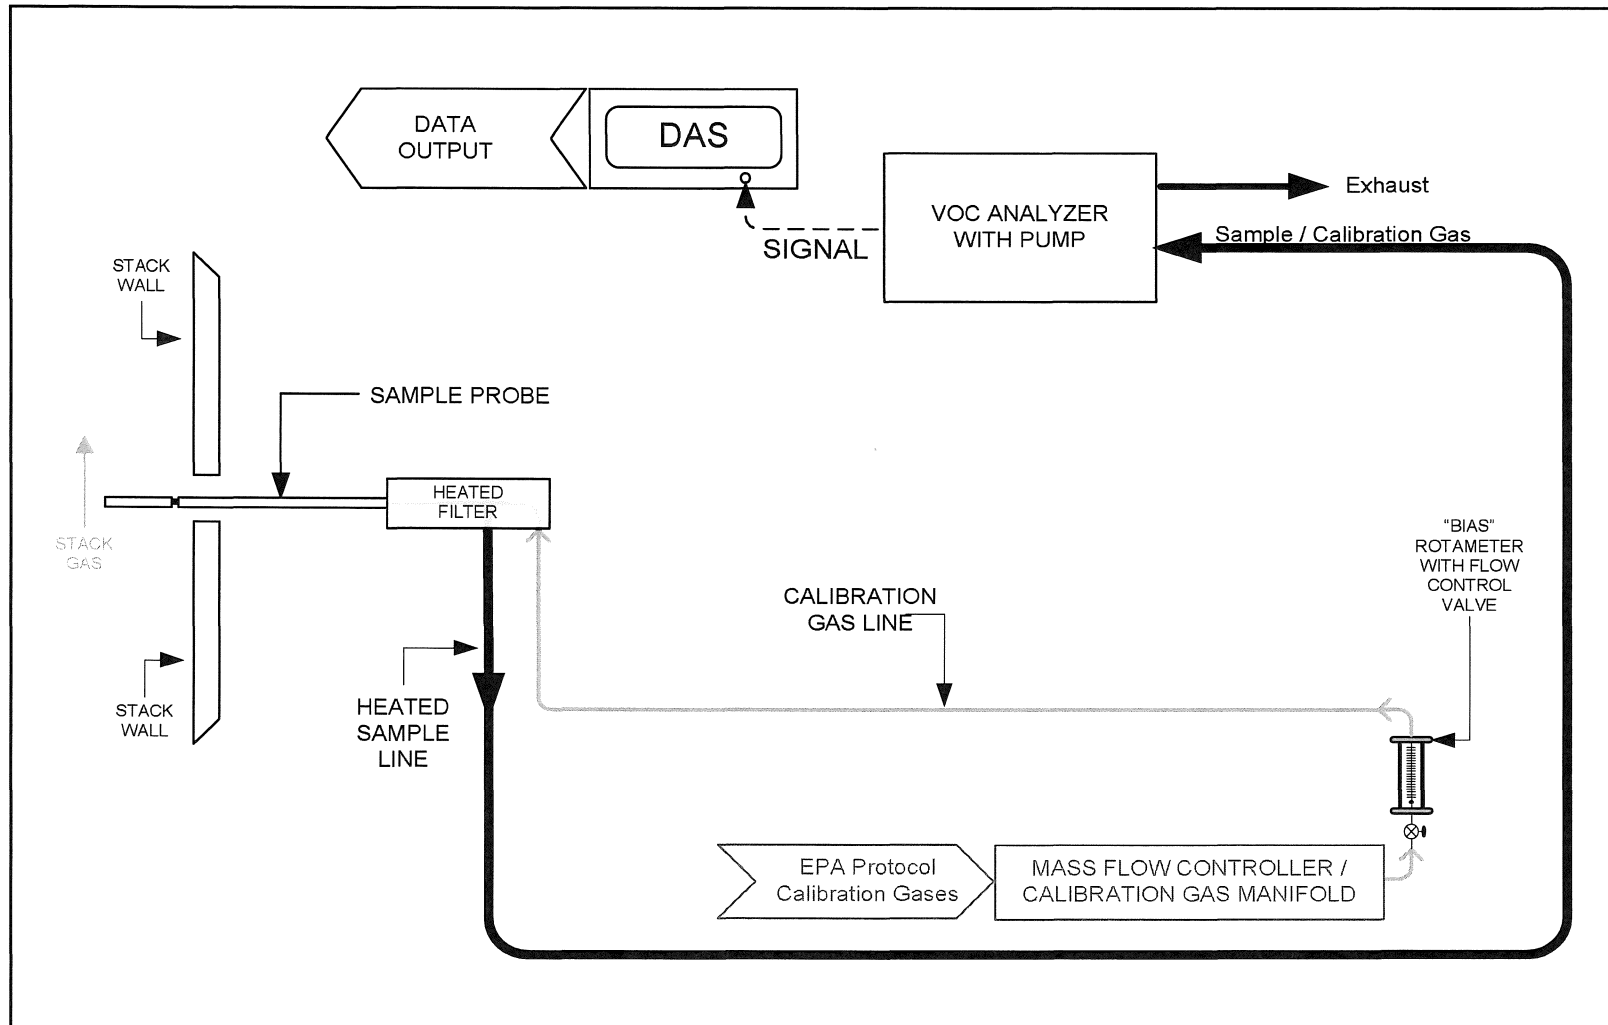 DATA
OUTPUT
DAS
VOC ANALYZER
WITH PUMP
Exhaust
Sample / Calibration Gas
SIGNAL
STACK
WALL
SAMPLE PROBE
HEATED
FILTER
STACK
GAS
"BIAS"
ROTAMETER
WITH FLOW
CONTROL
VALVE
CALIBRATION
GAS LINE
STACK
WALL
HEATED
SAMPLE
LINE
EPA Protocol
Calibration Gases
MASS FLOW CONTROLLER /
CALIBRATION GAS MANIFOLD